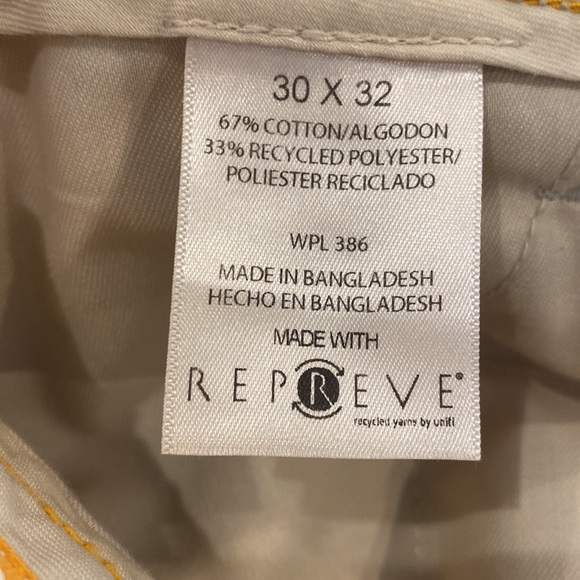 30 X 32
67% COTTON/ALGODON
33% RECYCLED POLYESTER/
POLIESTER RECICLADO
WPL 386
MADE IN BANGLADESH
HECHO EN BANGLADESH
MADE WITH
REPREVE®
recycled yarns by unifi